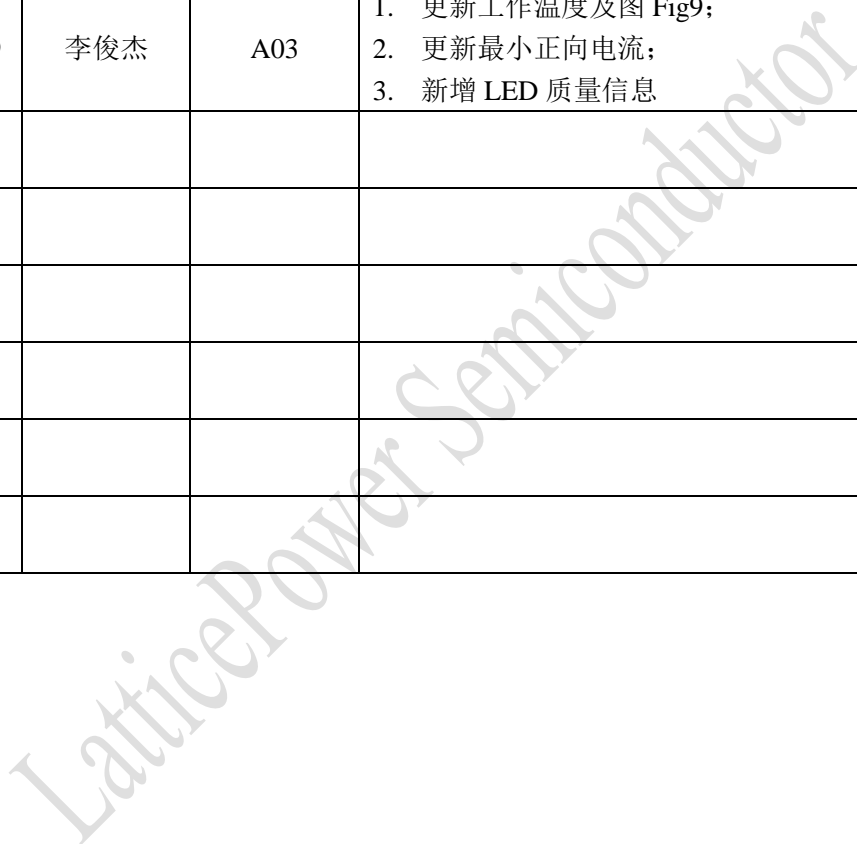 1. 更新工作温度及图 Fig9；
李俊杰 A03 2. 更新最小正向电流；
3. 新增 LED 质量信息
LatticePower Semiconductor